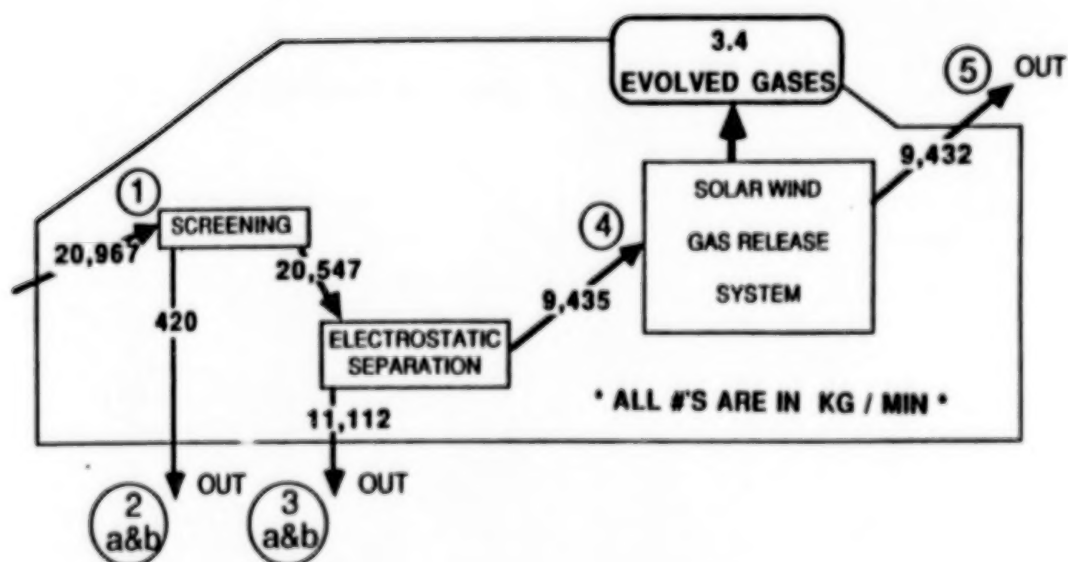 3.4
EVOLVED GASES
5
OUT
9,432
1
SCREENING
20,967
SOLAR WIND
GAS RELEASE
SYSTEM
4
20,547
9,435
420
ELECTROSTATIC
SEPARATION
* ALL #'S ARE IN KG / MIN *
11,112
OUT
OUT
2
a&b
3
a&b